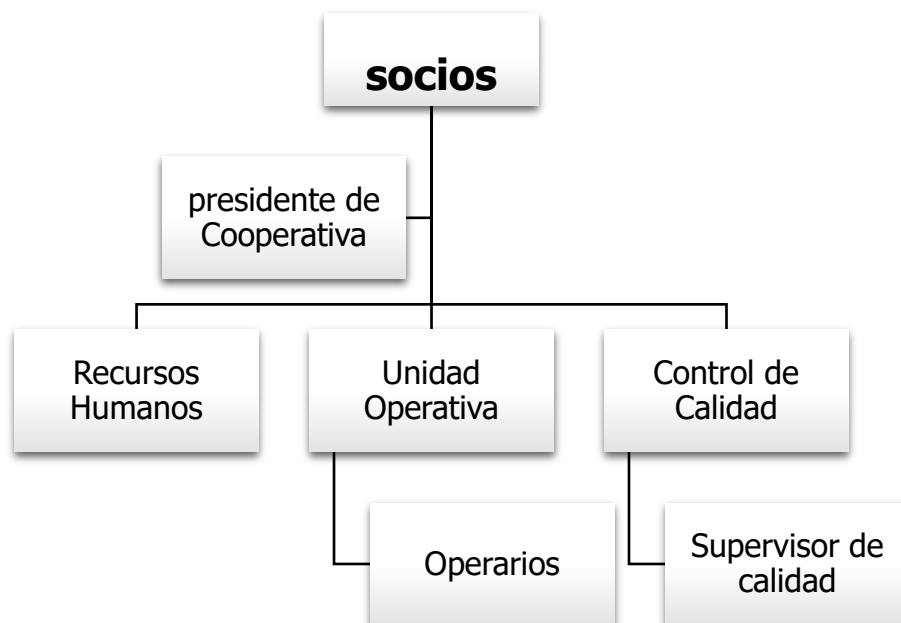 socios
presidente de
Cooperativa
Recursos
Humanos
Unidad
Operativa
Control de
Calidad
Operarios
Supervisor de
calidad